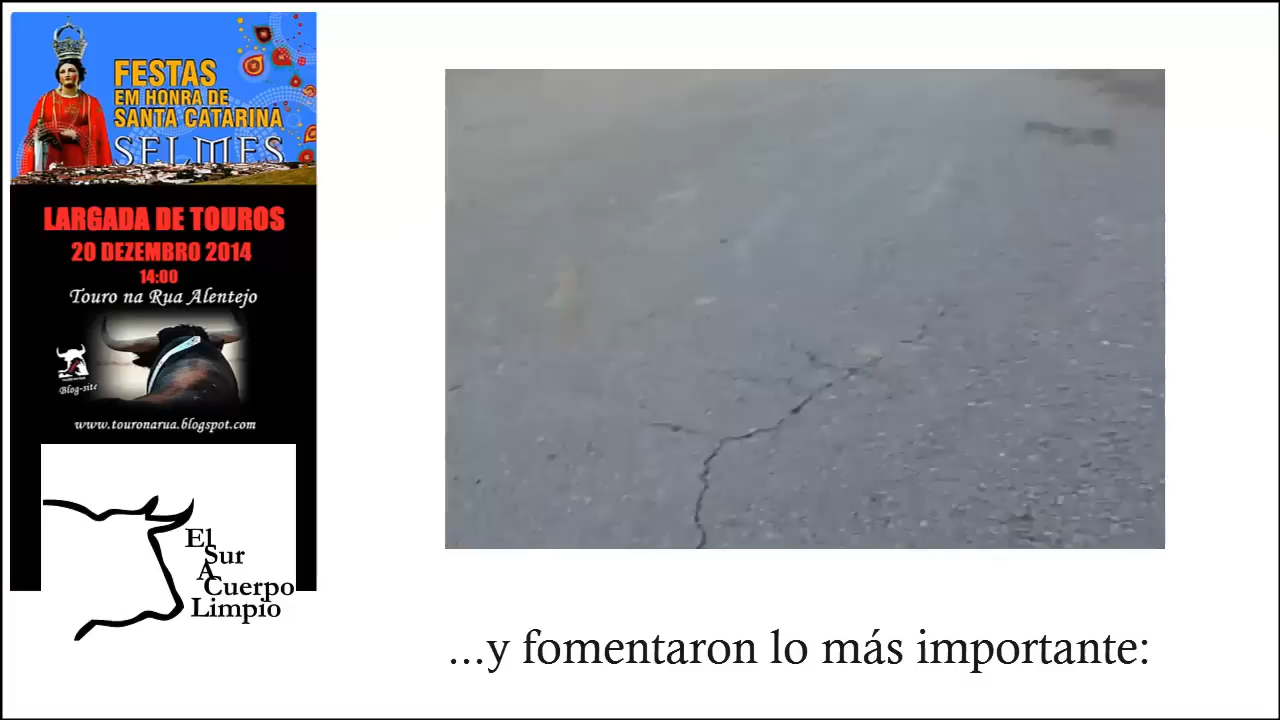 FESTAS
EM HONRA DE
SANTA CATARINA
SELMES
LARGADA DE TOUROS
20 DEZEMBRO 2014
14:00
Touro na Rua Alentejo
Blog-site
www.touronarua.blogspot.com
El
Sur
A
Cuerpo
Limpio
...y fomentaron lo más importante: